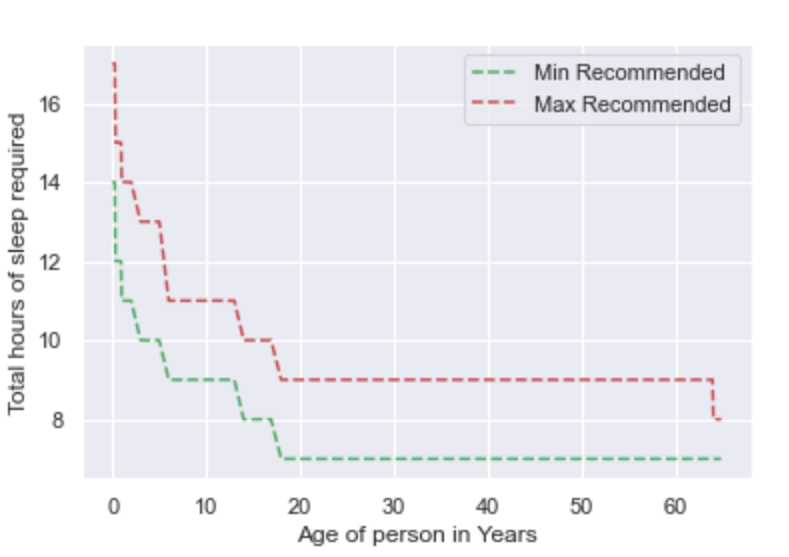 Min Recommended
Max Recommended
16
14
12
10
8
Total hours of sleep required
0 10 20 30 40 50 60
Age of person in Years